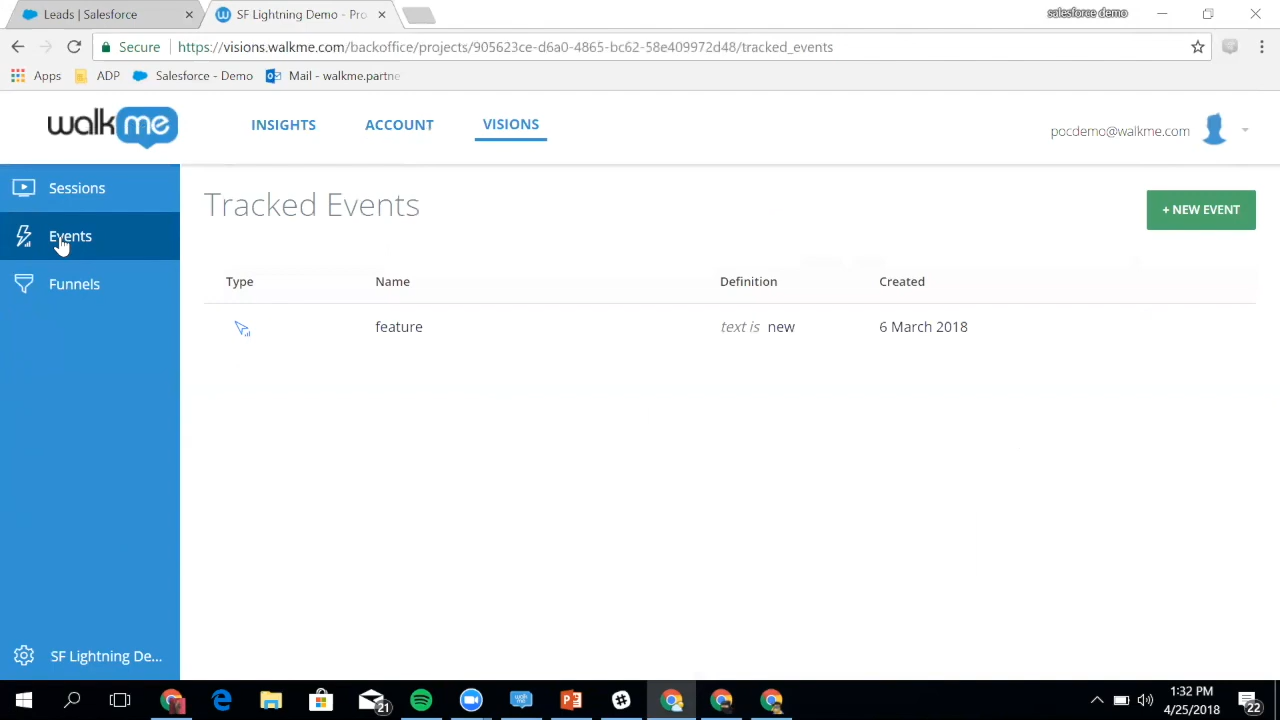 Leads | Salesforce
SF Lightning Demo - Pro
salesforce demo
Secure
https://visions.walkme.com/backoffice/projects/905623ce-d6a0-4865-bc62-58e409972d48/tracked_events
Apps
ADP
Salesforce - Demo
Mail - walkme.partne
walk me
INSIGHTS
ACCOUNT
VISIONS
pocdemo@walkme.com
Sessions
Events
Funnels
SF Lightning De...
Tracked Events
+ NEW EVENT
Type Name Definition Created
feature text is new 6 March 2018
21
1:32 PM
4/25/2018
22